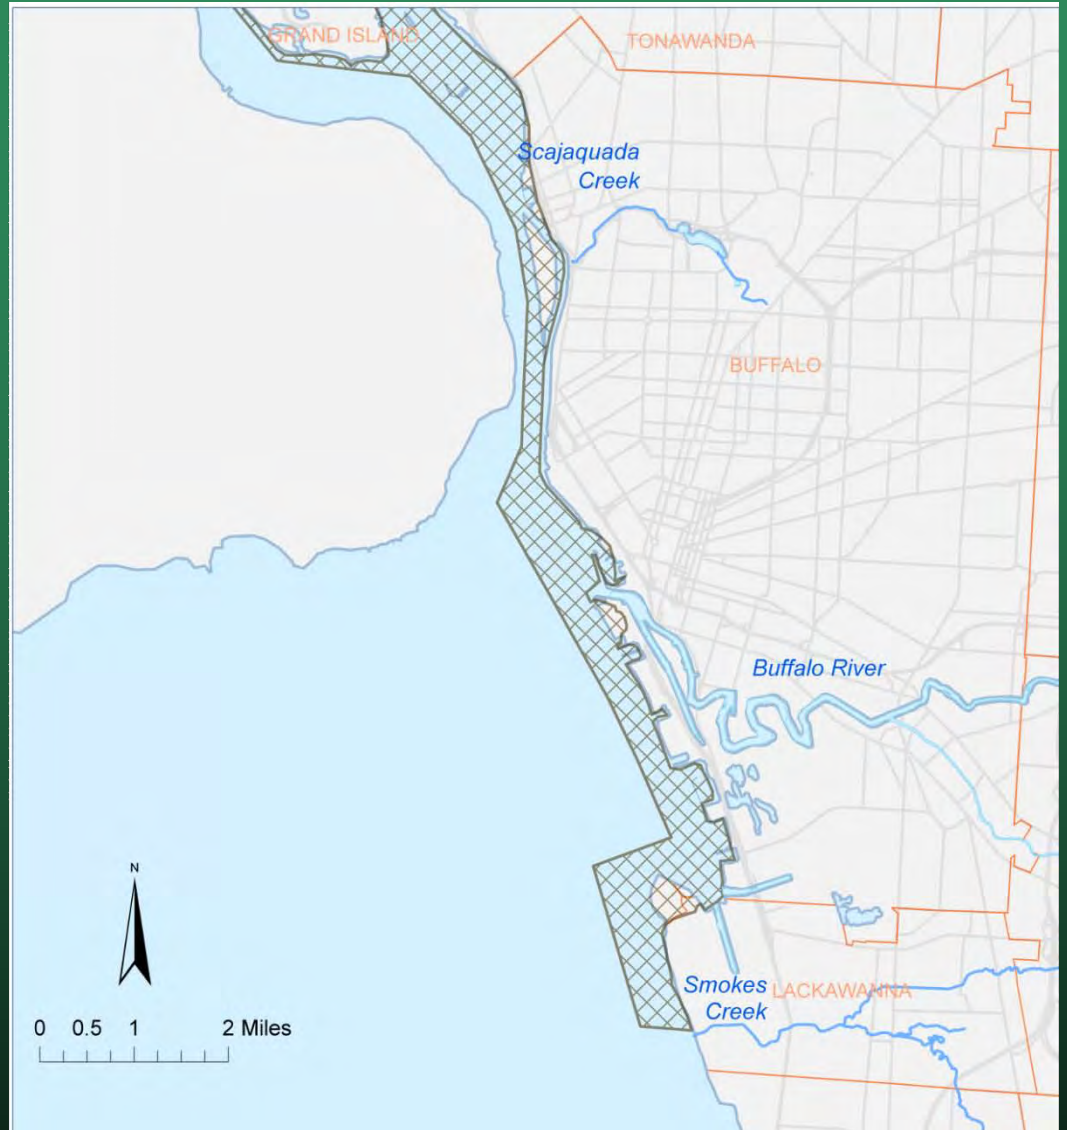 GRAND ISLAND
TONAWANDA
Scajaquada
Creek
BUFFALO
Buffalo River
N
Smokes
Creek
LACKAWANNA
0 0.5 1 2 Miles